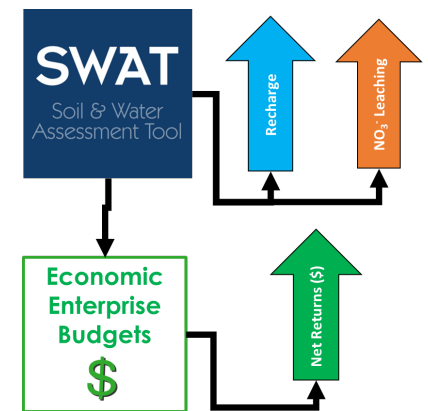 SWAT
Soil & Water
Assessment Tool
Recharge
NO₃⁻ Leaching
Economic
Enterprise
Budgets
$
Net Returns ($)